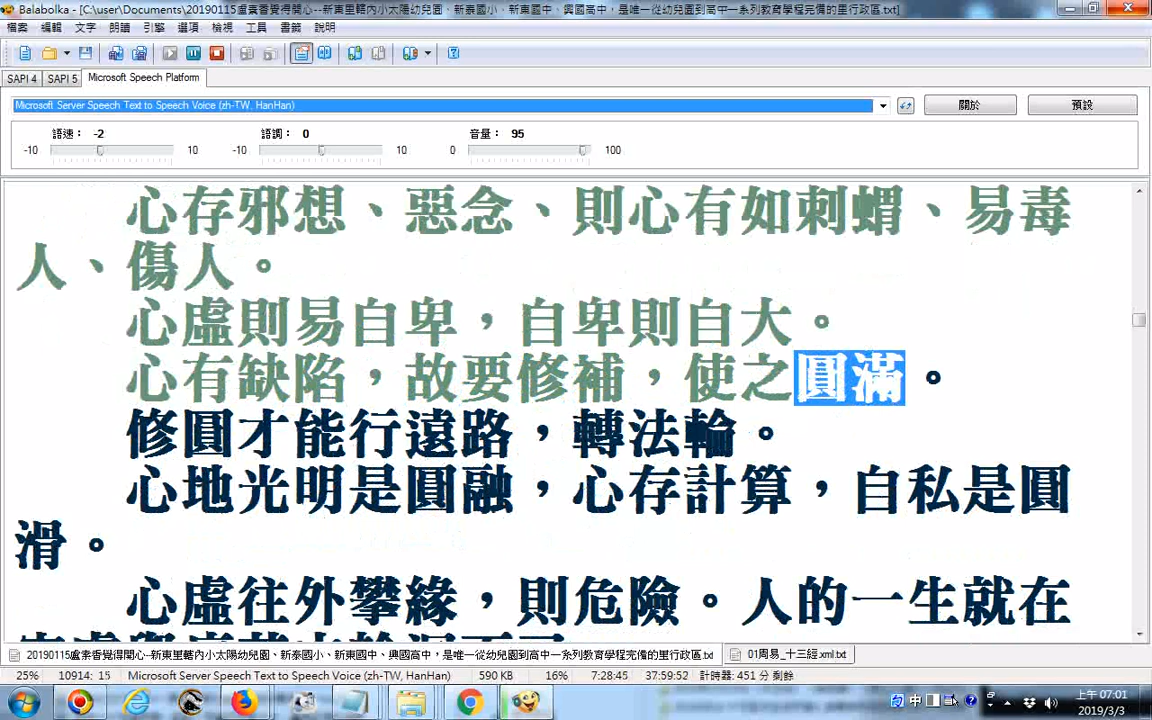 Balabolka - [C:\user\Documents\20190115盧素香覺得開心--新東里轄內小太陽幼兒園、新泰國小、新東國中、興國高中，是唯一從幼兒園到高中一系列教育學程完備的里行政區.txt]
檔案 編輯 文字 朗讀 引擎 選項 檢視 工具 書籤 說明
SAPI 4 SAPI 5 Microsoft Speech Platform
Microsoft Server Speech Text to Speech Voice (zh-TW, HanHan) 關於 預設
語速： -2 語調： 0 音量： 95
-10 10 -10 10 0 100
心存邪想、惡念、則心有如刺蝟、易毒
人、傷人。
心虛則易自卑，自卑則自大。
心有缺陷，故要修補，使之圓滿。
修圓才能行遠路，轉法輪。
心地光明是圓融，心存計算，自私是圓
滑。
心虛往外攀緣，則危險。人的一生就在
20190115盧素香覺得開心--新東里轄內小太陽幼兒園、新泰國小、新東國中、興國高中，是唯一從幼兒園到高中一系列教育學程完備的里行政區.txt 01周易_十三經.xml.txt
25% 10914: 15 Microsoft Server Speech Text to Speech Voice (zh-TW, HanHan) 590 KB 16% 7:28:45 37:59:52 計時器: 451 分 剩餘
中 上午 07:01
2019/3/3